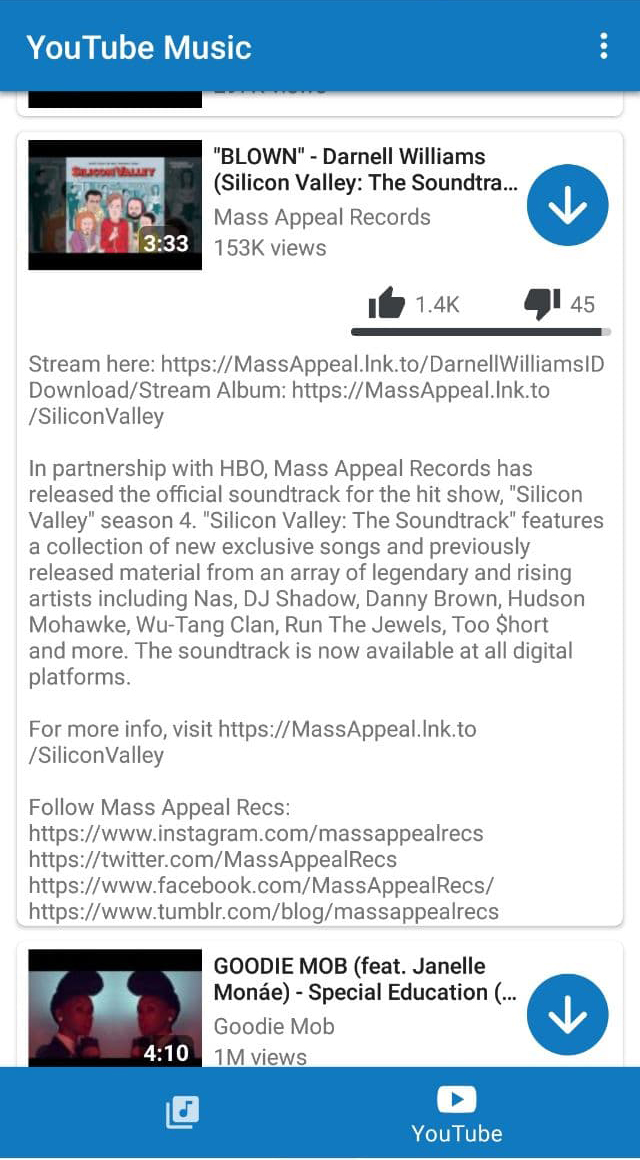 YouTube Music
"BLOWN" - Darnell Williams
(Silicon Valley: The Soundtra...
Mass Appeal Records
153K views
SILICON VALLEY
3:33
1.4K
45
Stream here: https://MassAppeal.lnk.to/DarnellWilliamsID
Download/Stream Album: https://MassAppeal.lnk.to
/SiliconValley
In partnership with HBO, Mass Appeal Records has
released the official soundtrack for the hit show, "Silicon
Valley" season 4. "Silicon Valley: The Soundtrack" features
a collection of new exclusive songs and previously
released material from an array of legendary and rising
artists including Nas, DJ Shadow, Danny Brown, Hudson
Mohawke, Wu-Tang Clan, Run The Jewels, Too $hort
and more. The soundtrack is now available at all digital
platforms.
For more info, visit https://MassAppeal.lnk.to
/SiliconValley
Follow Mass Appeal Recs:
https://www.instagram.com/massappealrecs
https://twitter.com/MassAppealRecs
https://www.facebook.com/MassAppealRecs/
https://www.tumblr.com/blog/massappealrecs
GOODIE MOB (feat. Janelle
Monáe) - Special Education (...
Goodie Mob
1M views
4:10
YouTube